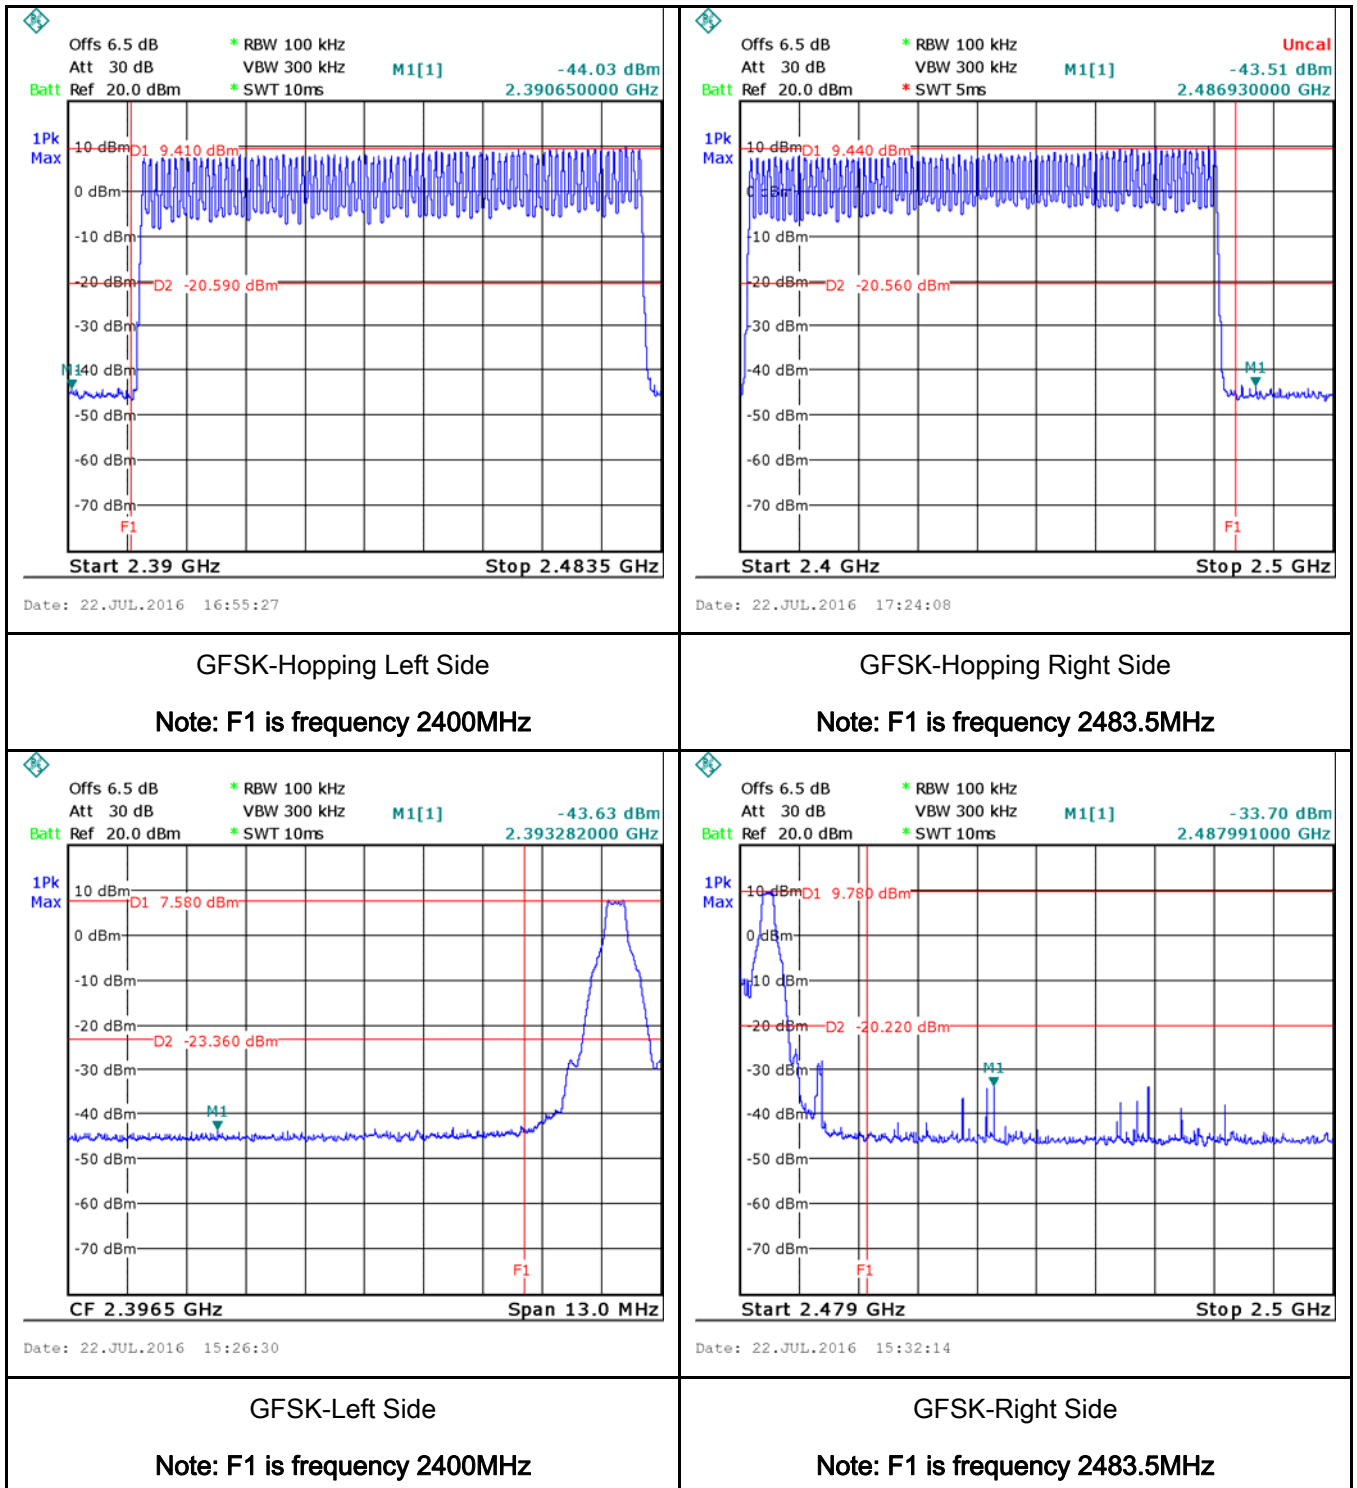 Offs 6.5 dB * RBW 100 kHz
Att 30 dB VBW 300 kHz M1[1] -44.03 dBm
Batt Ref 20.0 dBm * SWT 10ms 2.390650000 GHz
1Pk
Max
10 dBm
D1 9.410 dBm
0 dBm
-10 dBm
-20 dBm
D2 -20.590 dBm
-30 dBm
M1
-40 dBm
-50 dBm
-60 dBm
-70 dBm
F1
Start 2.39 GHz Stop 2.4835 GHz
Date: 22.JUL.2016 16:55:27
Offs 6.5 dB * RBW 100 kHz Uncal
Att 30 dB VBW 300 kHz M1[1] -43.51 dBm
Batt Ref 20.0 dBm * SWT 5ms 2.486930000 GHz
1Pk
Max
10 dBm
D1 9.440 dBm
0 dBm
-10 dBm
-20 dBm
D2 -20.560 dBm
-30 dBm
-40 dBm
M1
-50 dBm
-60 dBm
-70 dBm
F1
Start 2.4 GHz Stop 2.5 GHz
Date: 22.JUL.2016 17:24:08
GFSK-Hopping Left Side
Note: F1 is frequency 2400MHz
GFSK-Hopping Right Side
Note: F1 is frequency 2483.5MHz
Offs 6.5 dB * RBW 100 kHz
Att 30 dB VBW 300 kHz M1[1] -43.63 dBm
Batt Ref 20.0 dBm * SWT 10ms 2.393282000 GHz
1Pk
Max
10 dBm
D1 7.580 dBm
0 dBm
-10 dBm
-20 dBm
D2 -23.360 dBm
-30 dBm
-40 dBm
M1
-50 dBm
-60 dBm
-70 dBm
F1
CF 2.3965 GHz Span 13.0 MHz
Date: 22.JUL.2016 15:26:30
Offs 6.5 dB * RBW 100 kHz
Att 30 dB VBW 300 kHz M1[1] -33.70 dBm
Batt Ref 20.0 dBm * SWT 10ms 2.487991000 GHz
1Pk
Max
10 dBm
D1 9.780 dBm
0 dBm
-10 dBm
-20 dBm
D2 -20.220 dBm
-30 dBm
M1
-40 dBm
-50 dBm
-60 dBm
-70 dBm
F1
Start 2.479 GHz Stop 2.5 GHz
Date: 22.JUL.2016 15:32:14
GFSK-Left Side
Note: F1 is frequency 2400MHz
GFSK-Right Side
Note: F1 is frequency 2483.5MHz